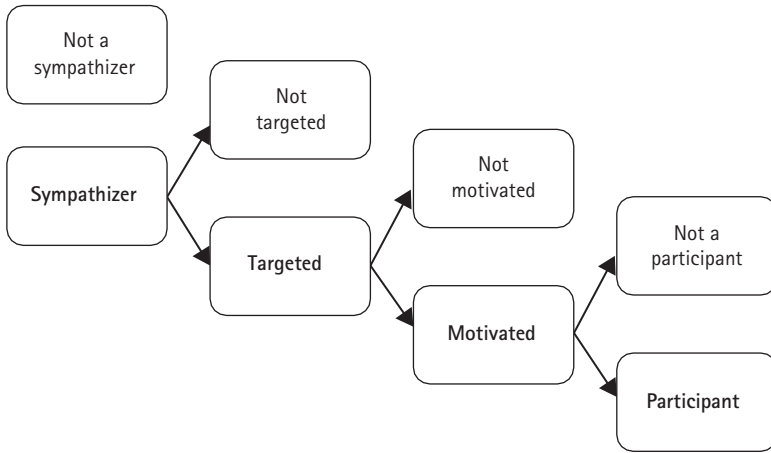 Not a
sympathizer
Sympathizer
Not
targeted
Targeted
Not
motivated
Motivated
Not a
participant
Participant